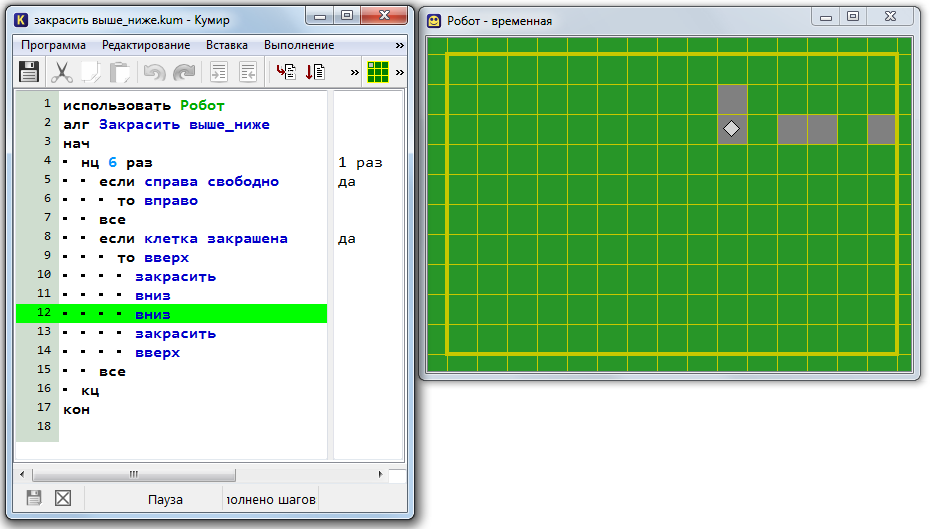 закрасить выше_ниже.kum - Кумир
Программа Редактирование Вставка Выполнение »
» »
1 использовать Робот
2 алг Закрасить выше_ниже
3 нач
4 нц 6 раз 1 раз
5 если справа свободно да
6 то вправо
7 все
8 если клетка закрашена да
9 то вверх
10 закрасить
11 вниз
12 вниз
13 закрасить
14 вверх
15 все
16 кц
17 кон
18
Пауза олнено шагов
Робот - временная